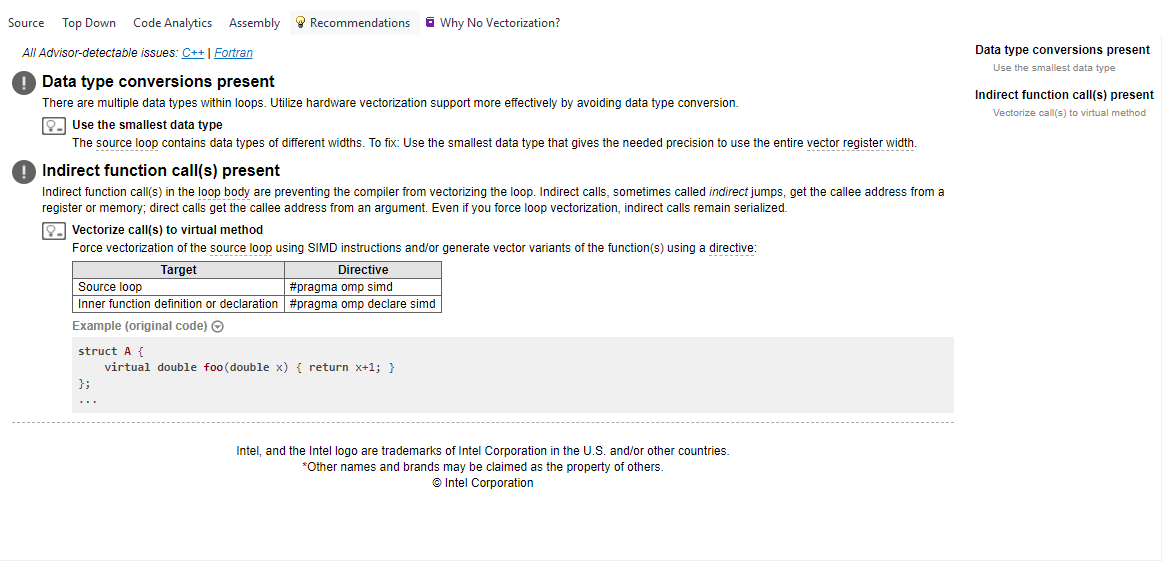 Source Top Down Code Analytics Assembly Recommendations Why No Vectorization?
All Advisor-detectable issues: C++ | Fortran
Data type conversions present
There are multiple data types within loops. Utilize hardware vectorization support more effectively by avoiding data type conversion.
Use the smallest data type
The source loop contains data types of different widths. To fix: Use the smallest data type that gives the needed precision to use the entire vector register width.
Indirect function call(s) present
Indirect function call(s) in the loop body are preventing the compiler from vectorizing the loop. Indirect calls, sometimes called indirect jumps, get the callee address from a
register or memory; direct calls get the callee address from an argument. Even if you force loop vectorization, indirect calls remain serialized.
Vectorize call(s) to virtual method
Force vectorization of the source loop using SIMD instructions and/or generate vector variants of the function(s) using a directive:
Target Directive
Source loop #pragma omp simd
Inner function definition or declaration #pragma omp declare simd
Example (original code)
struct A {
    virtual double foo(double x) { return x+1; }
};
...
Intel, and the Intel logo are trademarks of Intel Corporation in the U.S. and/or other countries.
*Other names and brands may be claimed as the property of others.
© Intel Corporation
Data type conversions present
Use the smallest data type
Indirect function call(s) present
Vectorize call(s) to virtual method